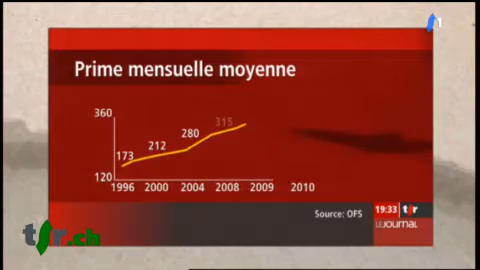 1
Prime mensuelle moyenne
360
315
280
212
173
120
1996 2000 2004 2008 2009 2010
Source: OFS
19:33 tsr
LE JOURNAL
tsr.ch